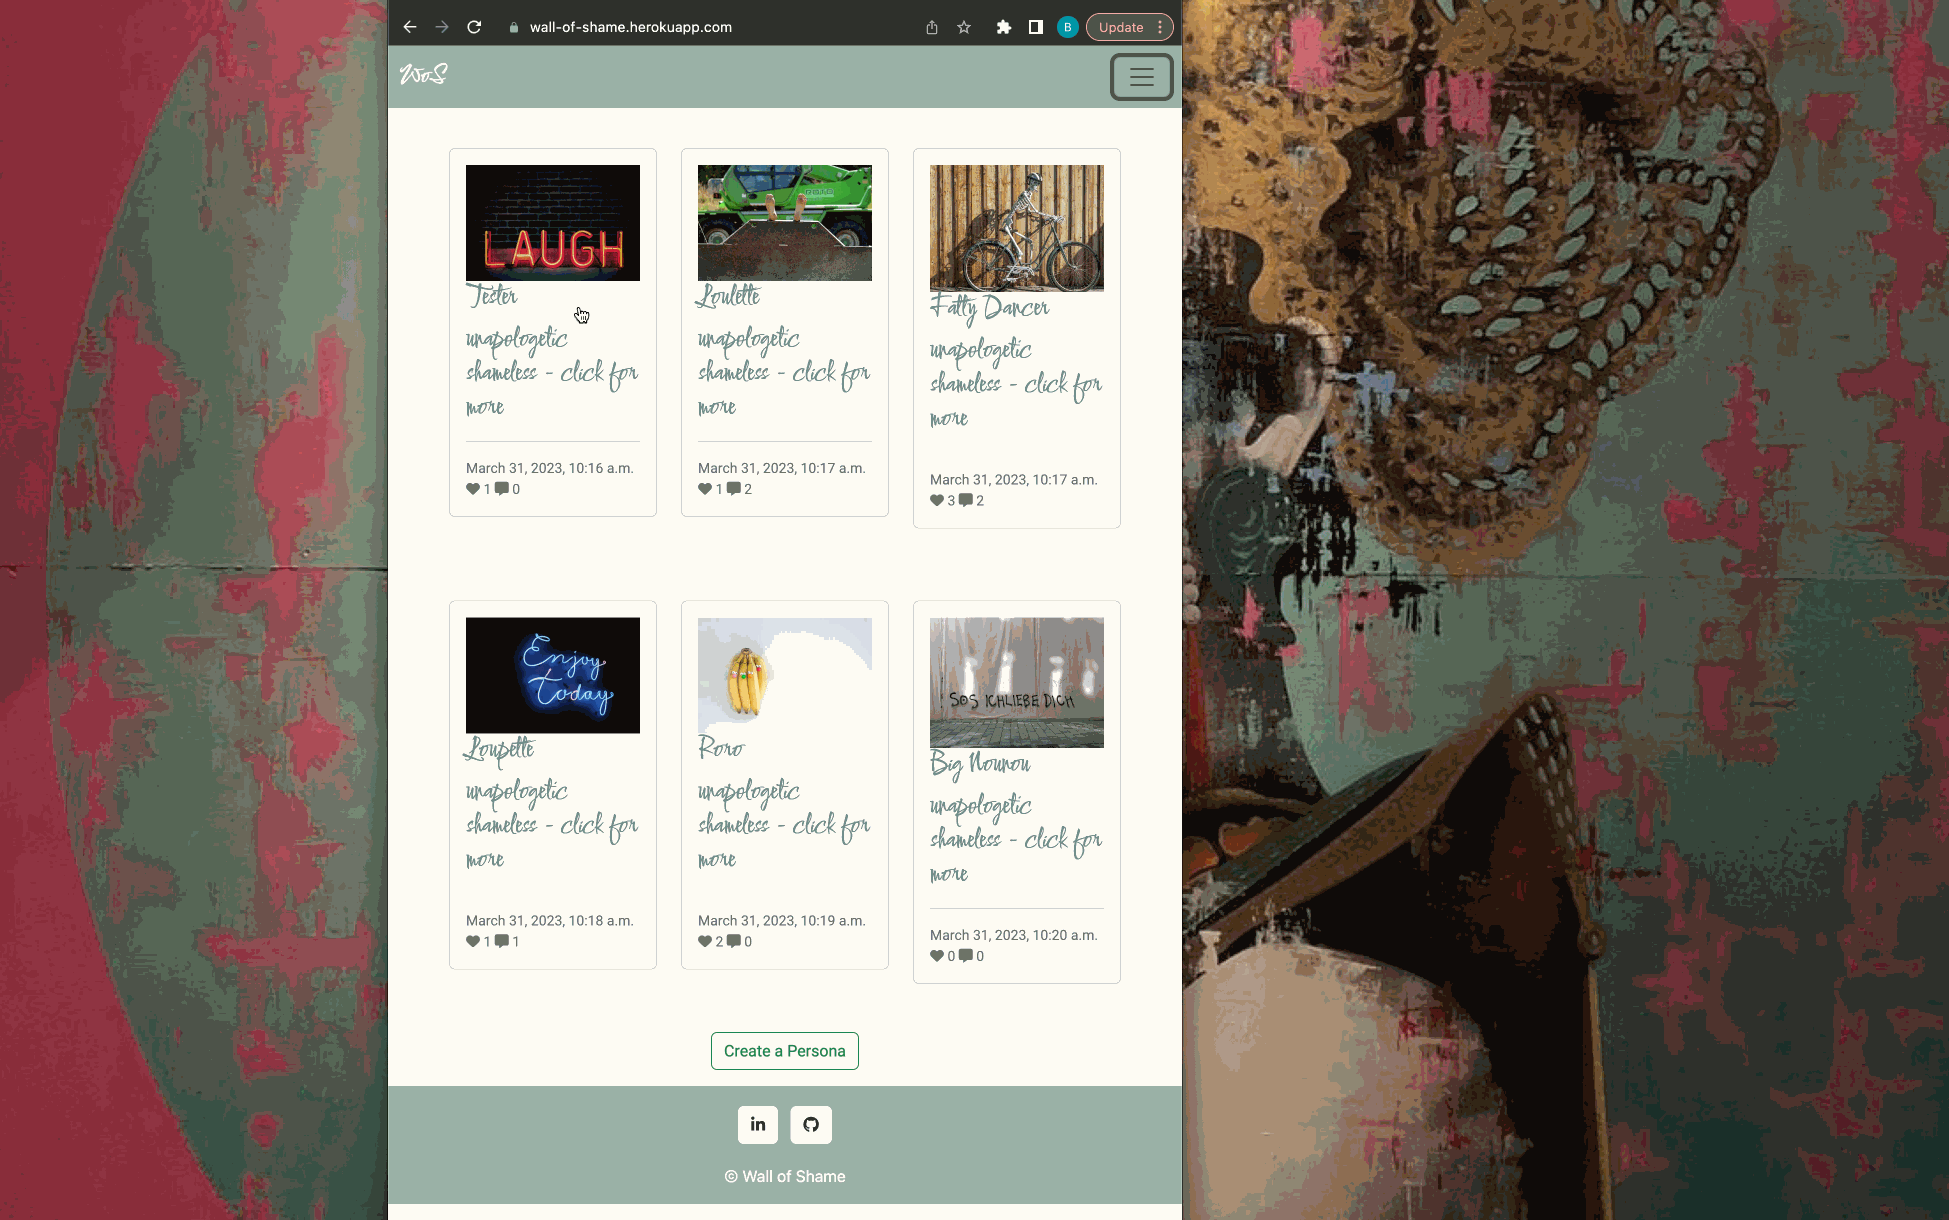 wall-of-shame.herokuapp.com
B
Update
WoS
LAUGH
Tester
unapologetic
shameless - click for
more
March 31, 2023, 10:16 a.m.
1 0
Loulette
unapologetic
shameless - click for
more
March 31, 2023, 10:17 a.m.
1 2
Fatty Dancer
unapologetic
shameless - click for
more
March 31, 2023, 10:17 a.m.
3 2
Enjoy
Today
Loupette
unapologetic
shameless - click for
more
March 31, 2023, 10:18 a.m.
1 1
Roro
unapologetic
shameless - click for
more
March 31, 2023, 10:19 a.m.
2 0
SOS ICH LIEBE DICH
Big Nounou
unapologetic
shameless - click for
more
March 31, 2023, 10:20 a.m.
0 0
Create a Persona
in
© Wall of Shame